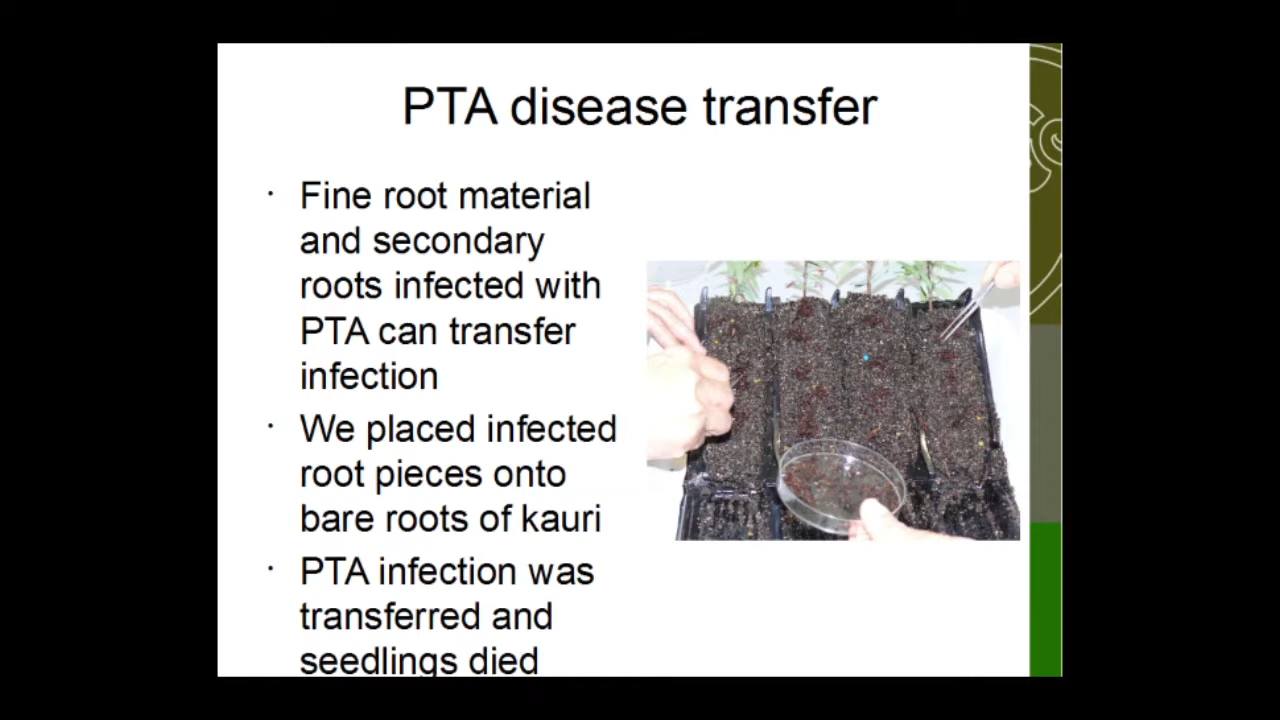 PTA disease transfer
· Fine root material
and secondary
roots infected with
PTA can transfer
infection
· We placed infected
root pieces onto
bare roots of kauri
· PTA infection was
transferred and
seedlings died